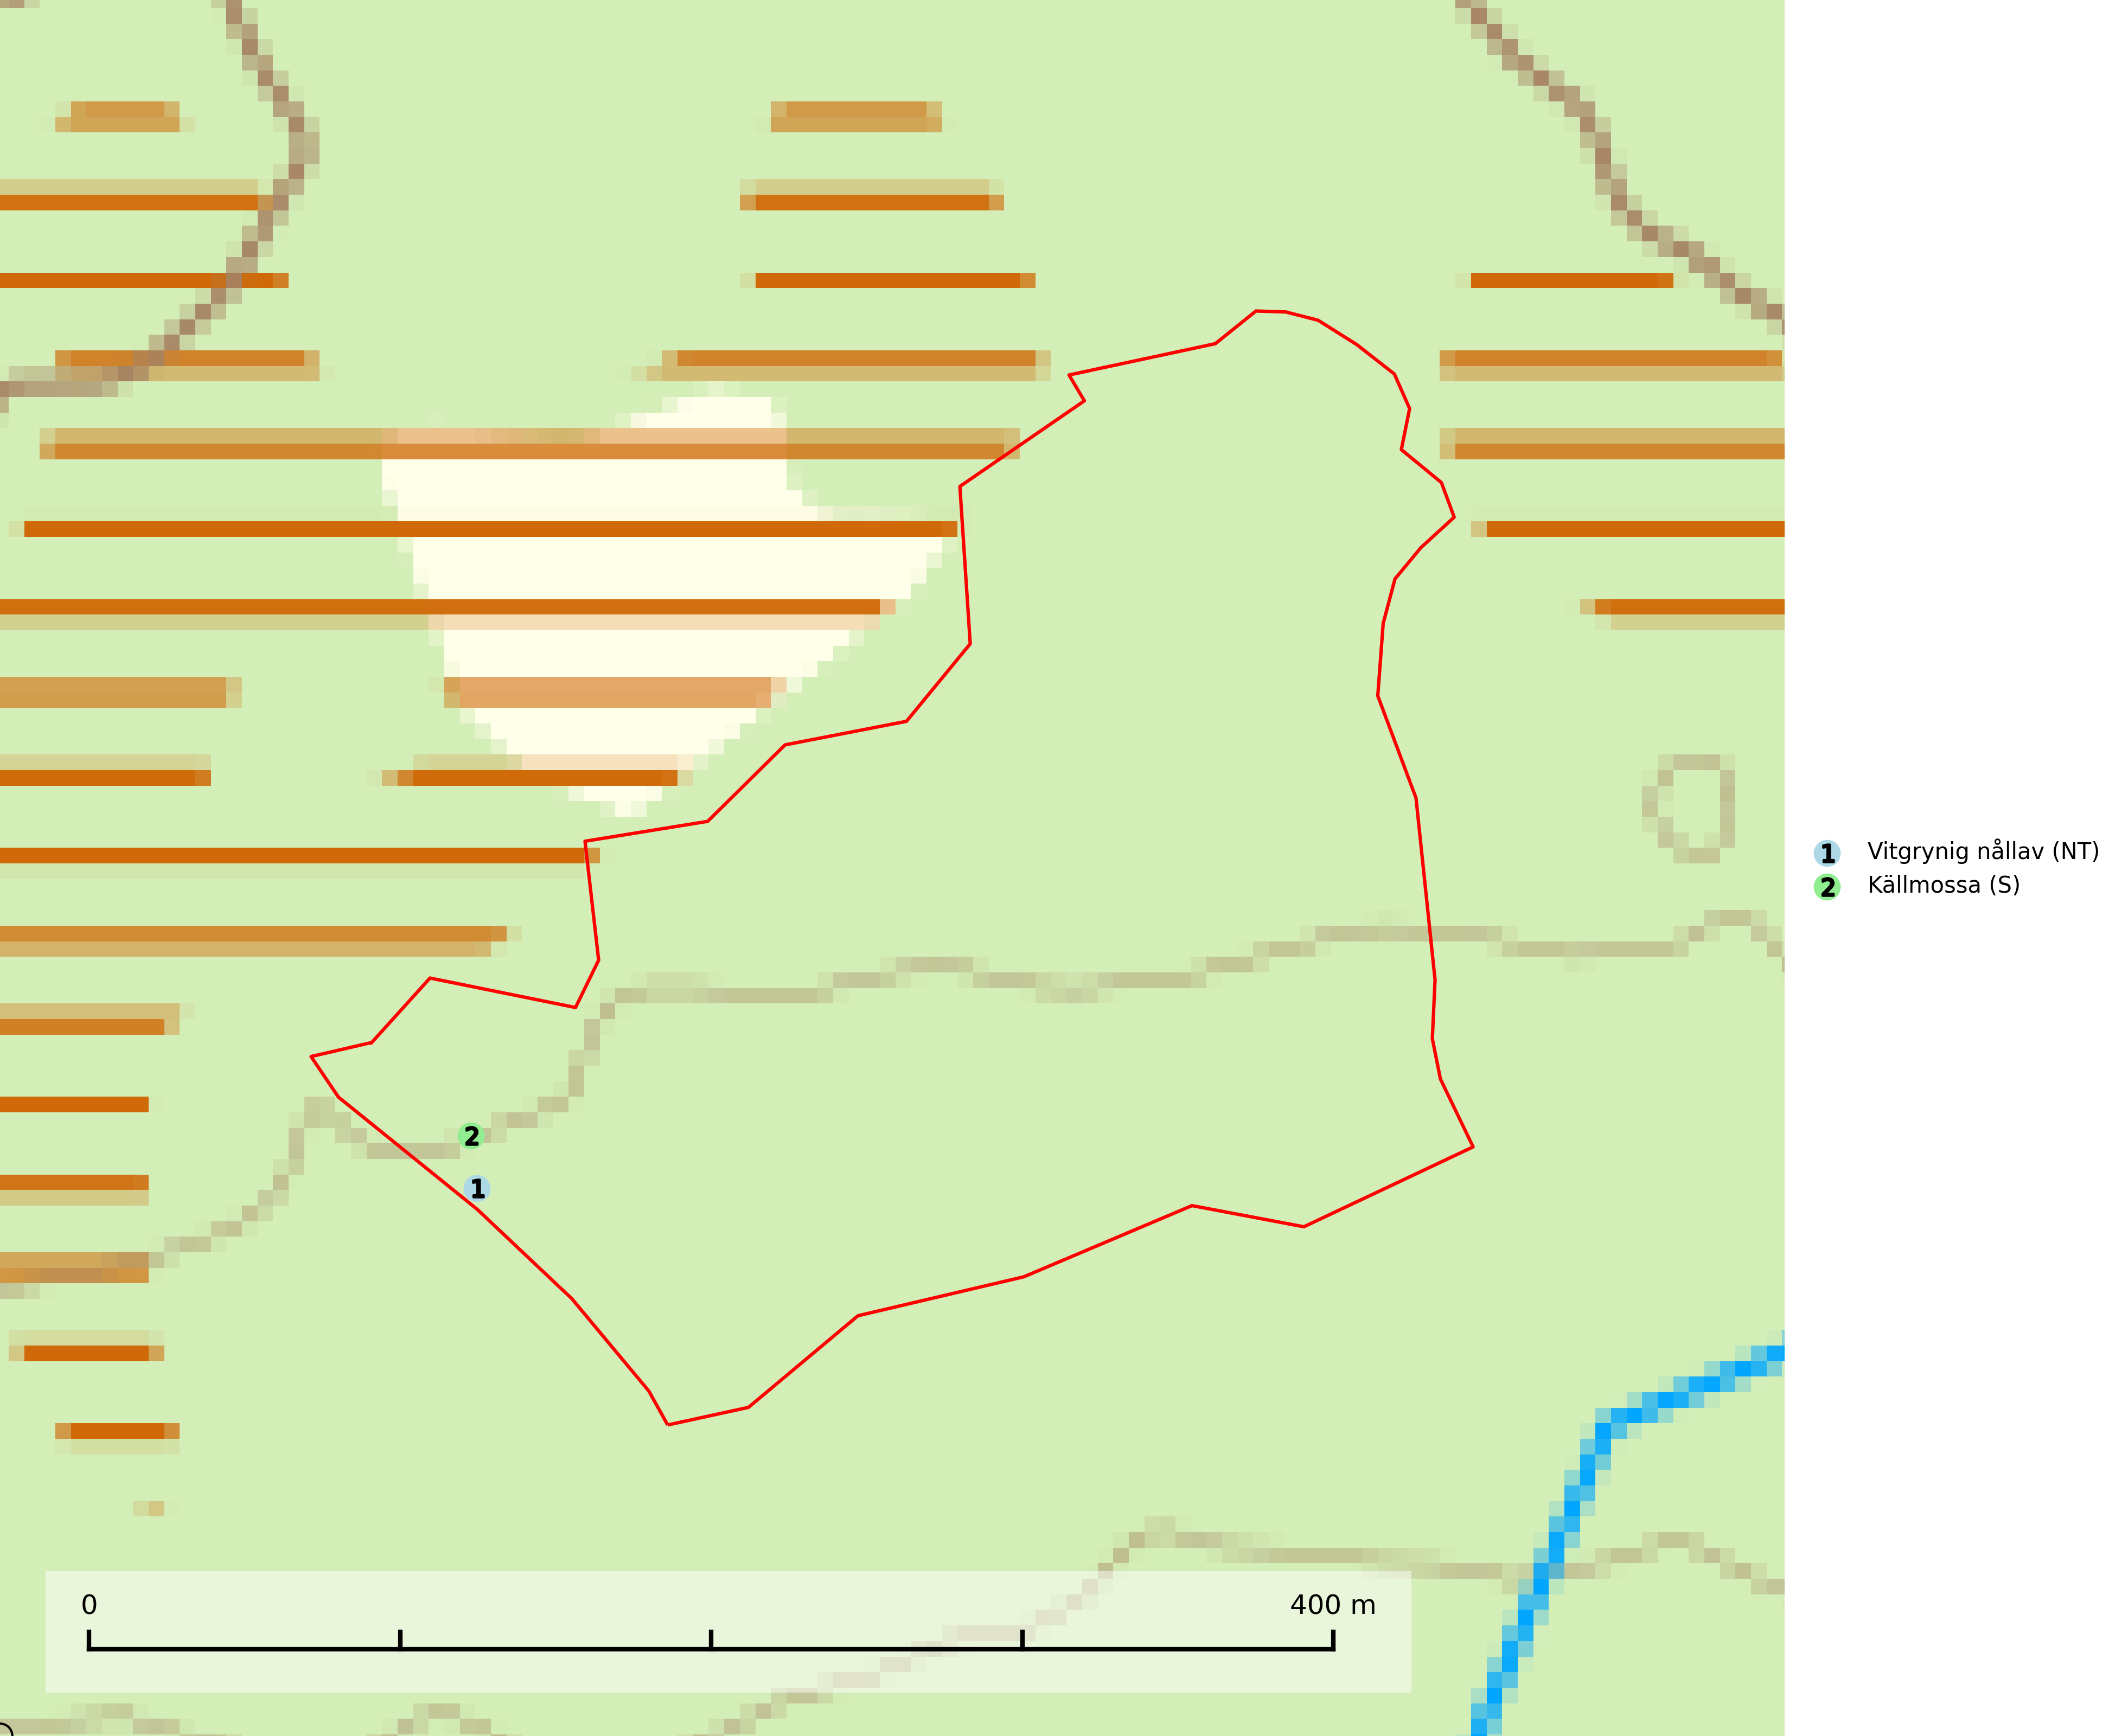 1 Vitgrynig nållav (NT)
2 Källmossa (S)
2
1
0 400 m